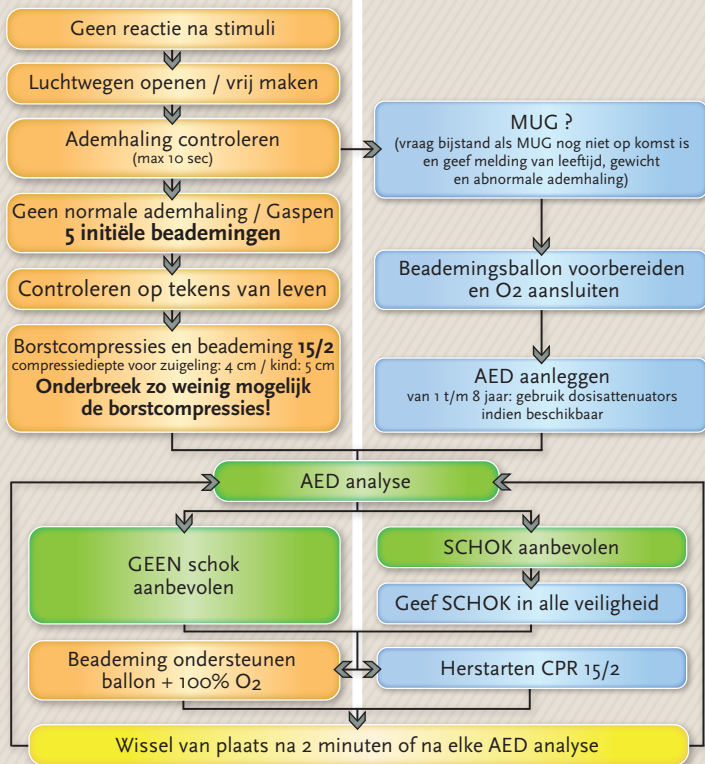 Geen reactie na stimuli
Luchtwegen openen / vrij maken
Ademhaling controleren
(max 10 sec)
Geen normale ademhaling / Gaspen
5 initiële beademingen
Controleren op tekens van leven
Borstcompressies en beademing 15/2
compressiediepte voor zuigeling: 4 cm / kind: 5 cm
Onderbreek zo weinig mogelijk
de borstcompressies!
MUG ?
(vraag bijstand als MUG nog niet op komst is
en geef melding van leeftijd, gewicht
en abnormale ademhaling)
Beademingsballon voorbereiden
en O2 aansluiten
AED aanleggen
van 1 t/m 8 jaar: gebruik dosisattenuators
indien beschikbaar
AED analyse
GEEN schok
aanbevolen
SCHOK aanbevolen
Geef SCHOK in alle veiligheid
Beademing ondersteunen
ballon + 100% O2
Herstarten CPR 15/2
Wissel van plaats na 2 minuten of na elke AED analyse